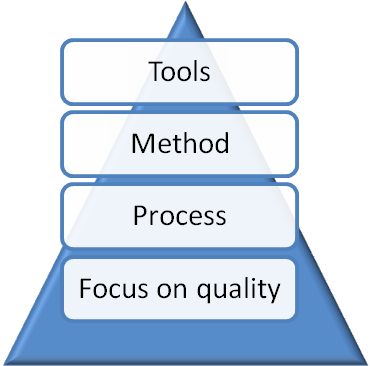 Tools
Method
Process
Focus on quality